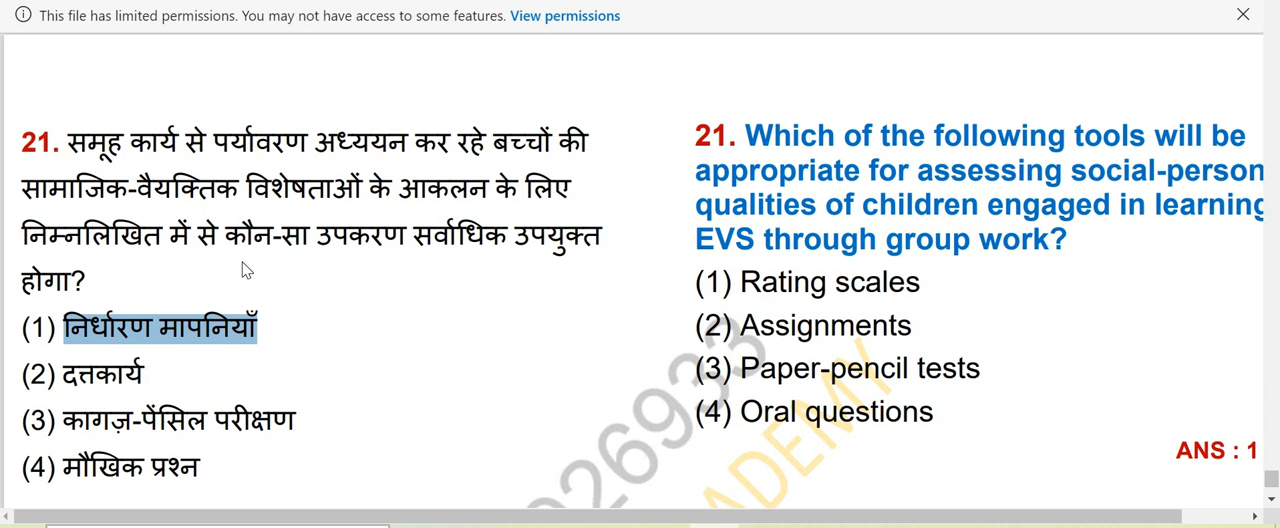 This file has limited permissions. You may not have access to some features. View permissions
21. समूह कार्य से पर्यावरण अध्ययन कर रहे बच्चों की
सामाजिक-वैयक्तिक विशेषताओं के आकलन के लिए
निम्नलिखित में से कौन-सा उपकरण सर्वाधिक उपयुक्त
होगा?
(1) निर्धारण मापनियाँ
(2) दत्तकार्य
(3) कागज़-पेंसिल परीक्षण
(4) मौखिक प्रश्न
21. Which of the following tools will be
appropriate for assessing social-person
qualities of children engaged in learning
EVS through group work?
(1) Rating scales
(2) Assignments
(3) Paper-pencil tests
(4) Oral questions
ANS : 1
026933
ADEMY